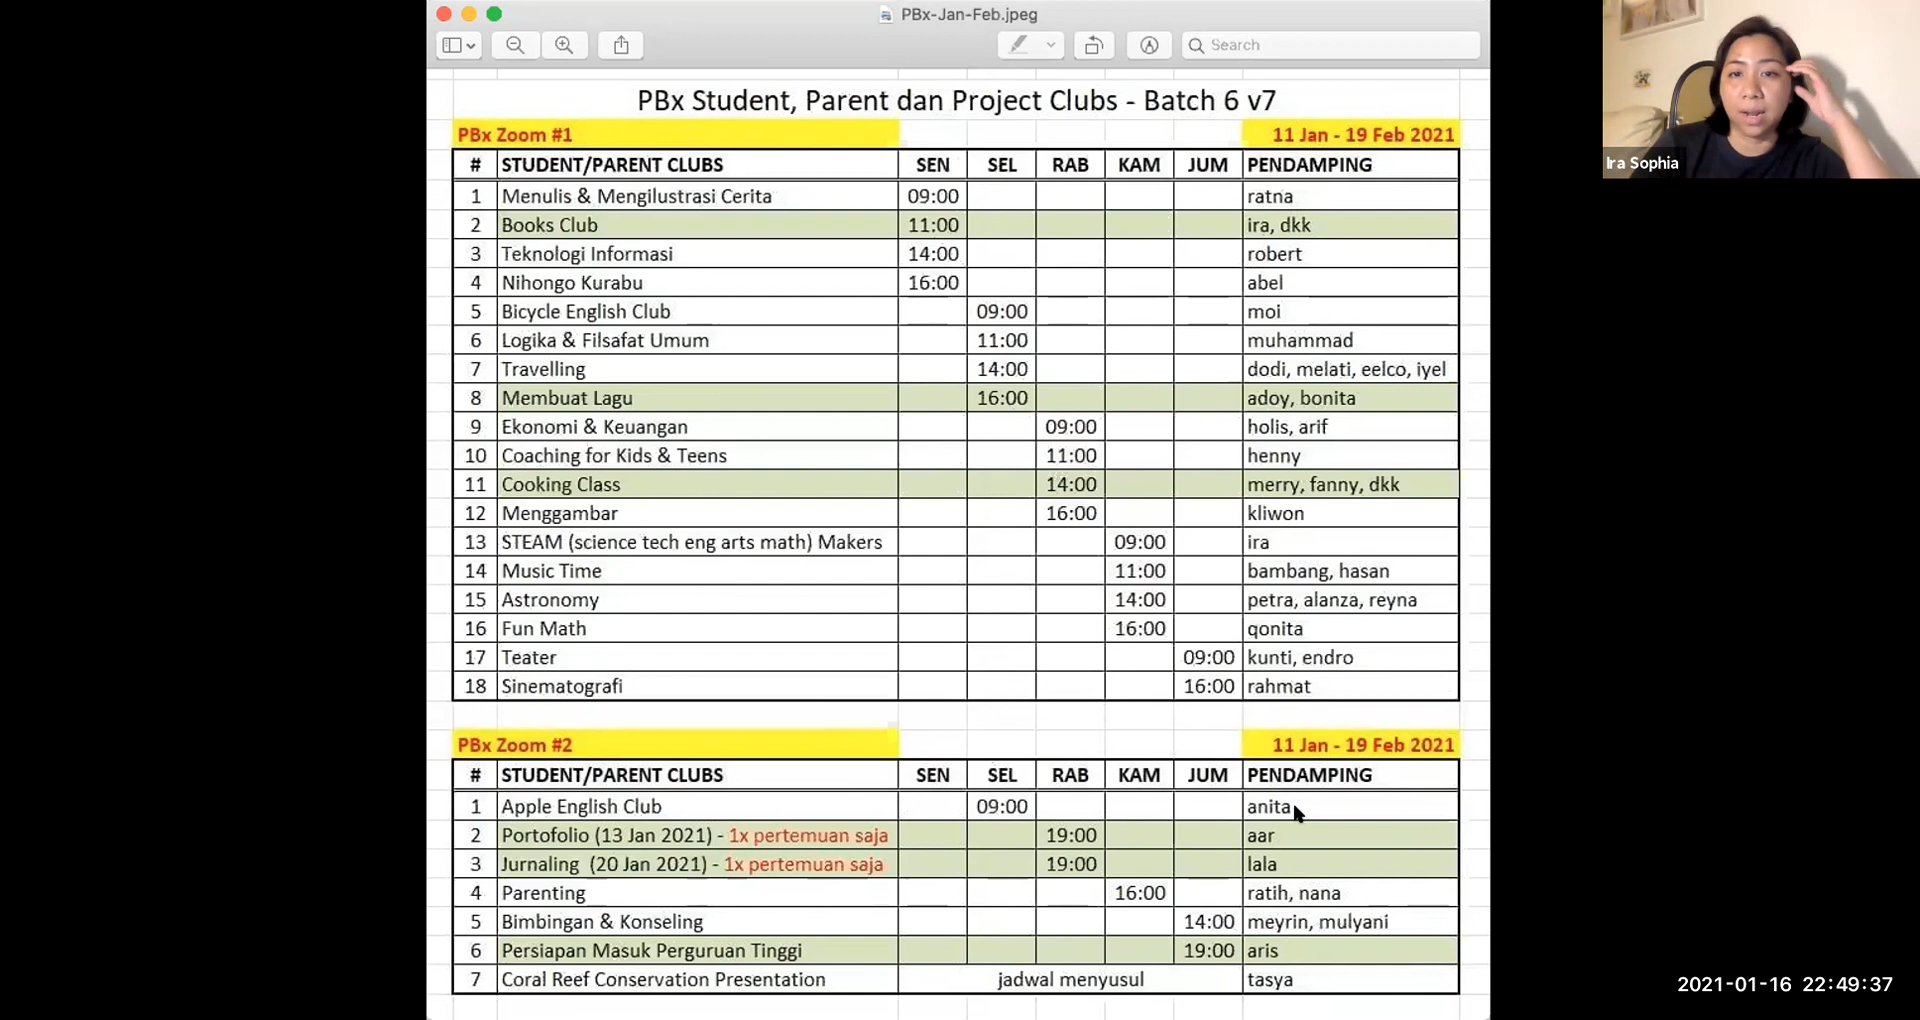 PBx-Jan-Feb.jpeg
Search
PBx Student, Parent dan Project Clubs - Batch 6 v7
PBx Zoom #1 11 Jan - 19 Feb 2021
# STUDENT/PARENT CLUBS SEN SEL RAB KAM JUM PENDAMPING
1 Menulis & Mengilustrasi Cerita 09:00 ratna
2 Books Club 11:00 ira, dkk
3 Teknologi Informasi 14:00 robert
4 Nihongo Kurabu 16:00 abel
5 Bicycle English Club 09:00 moi
6 Logika & Filsafat Umum 11:00 muhammad
7 Travelling 14:00 dodi, melati, eelco, iyel
8 Membuat Lagu 16:00 adoy, bonita
9 Ekonomi & Keuangan 09:00 holis, arif
10 Coaching for Kids & Teens 11:00 henny
11 Cooking Class 14:00 merry, fanny, dkk
12 Menggambar 16:00 kliwon
13 STEAM (science tech eng arts math) Makers 09:00 ira
14 Music Time 11:00 bambang, hasan
15 Astronomy 14:00 petra, alanza, reyna
16 Fun Math 16:00 qonita
17 Teater 09:00 kunti, endro
18 Sinematografi 16:00 rahmat
PBx Zoom #2 11 Jan - 19 Feb 2021
# STUDENT/PARENT CLUBS SEN SEL RAB KAM JUM PENDAMPING
1 Apple English Club 09:00 anita
2 Portofolio (13 Jan 2021) - 1x pertemuan saja 19:00 aar
3 Jurnaling (20 Jan 2021) - 1x pertemuan saja 19:00 lala
4 Parenting 16:00 ratih, nana
5 Bimbingan & Konseling 14:00 meyrin, mulyani
6 Persiapan Masuk Perguruan Tinggi 19:00 aris
7 Coral Reef Conservation Presentation jadwal menyusul tasya
Ira Sophia
2021-01-16 22:49:37